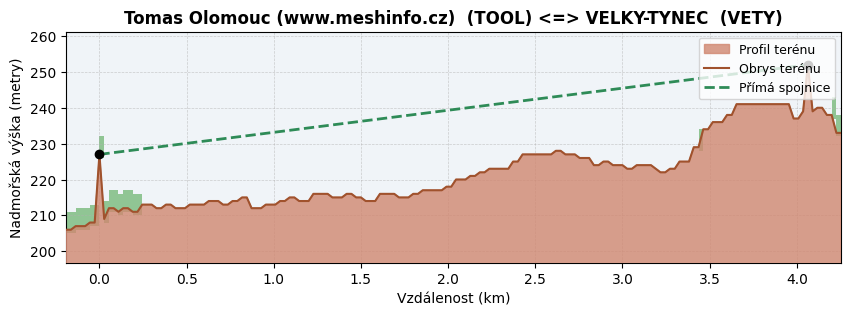 Tomas Olomouc (www.meshinfo.cz)  (TOOL) <=> VELKY-TYNEC  (VETY)
Nadmořská výška (metry)
260
250
240
230
220
210
200
Profil terénu
Obrys terénu
Přímá spojnice
0.0 0.5 1.0 1.5 2.0 2.5 3.0 3.5 4.0
Vzdálenost (km)